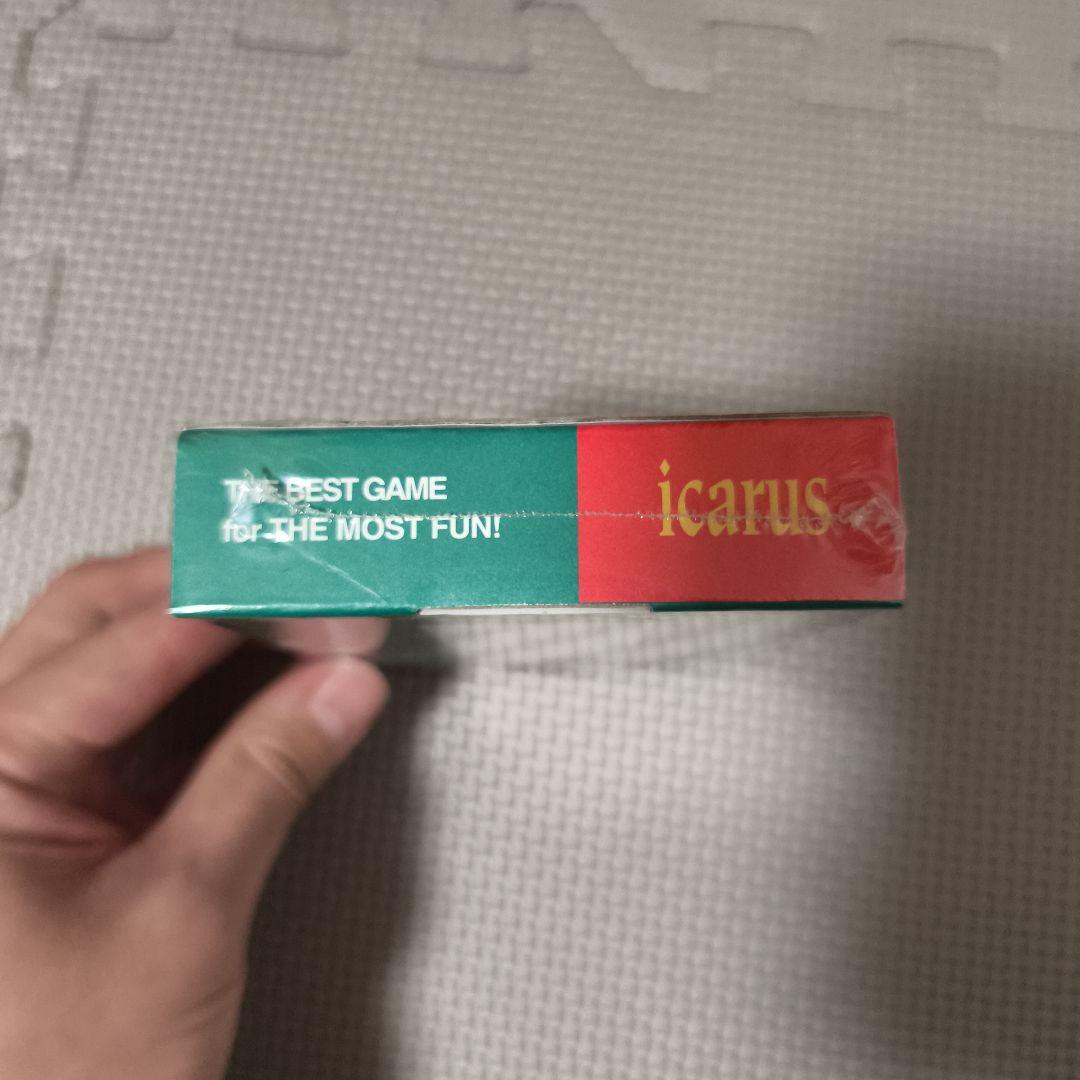 THE BEST GAME
for THE MOST FUN!
icarus